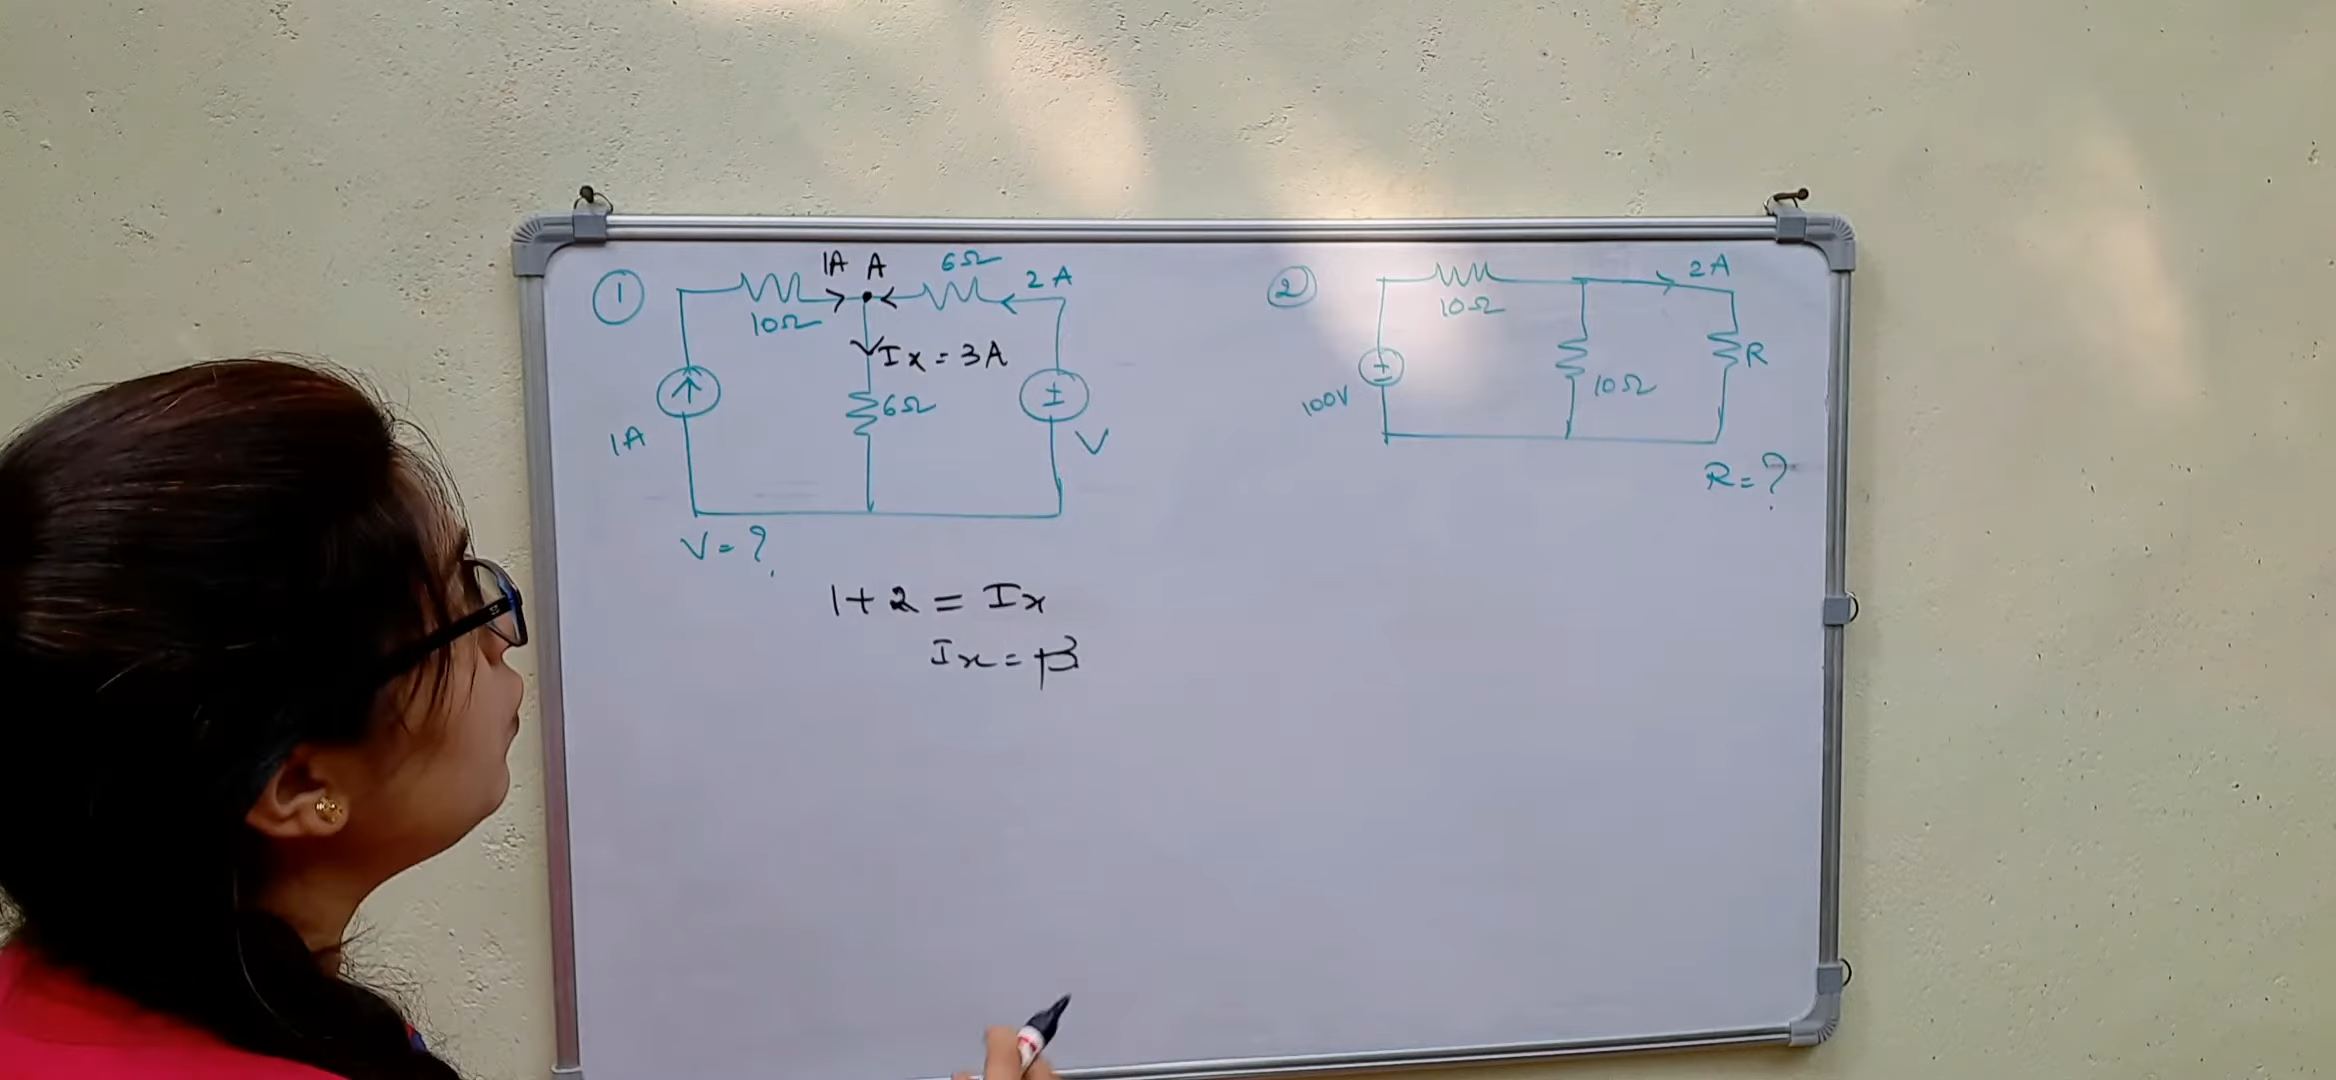 ①
1A A
6Ω
2A
10Ω
Ix = 3A
6Ω
1A
V
V = ?
1+2 = Ix
Ix = 3
②
2A
10Ω
R
10Ω
100V
R = ?